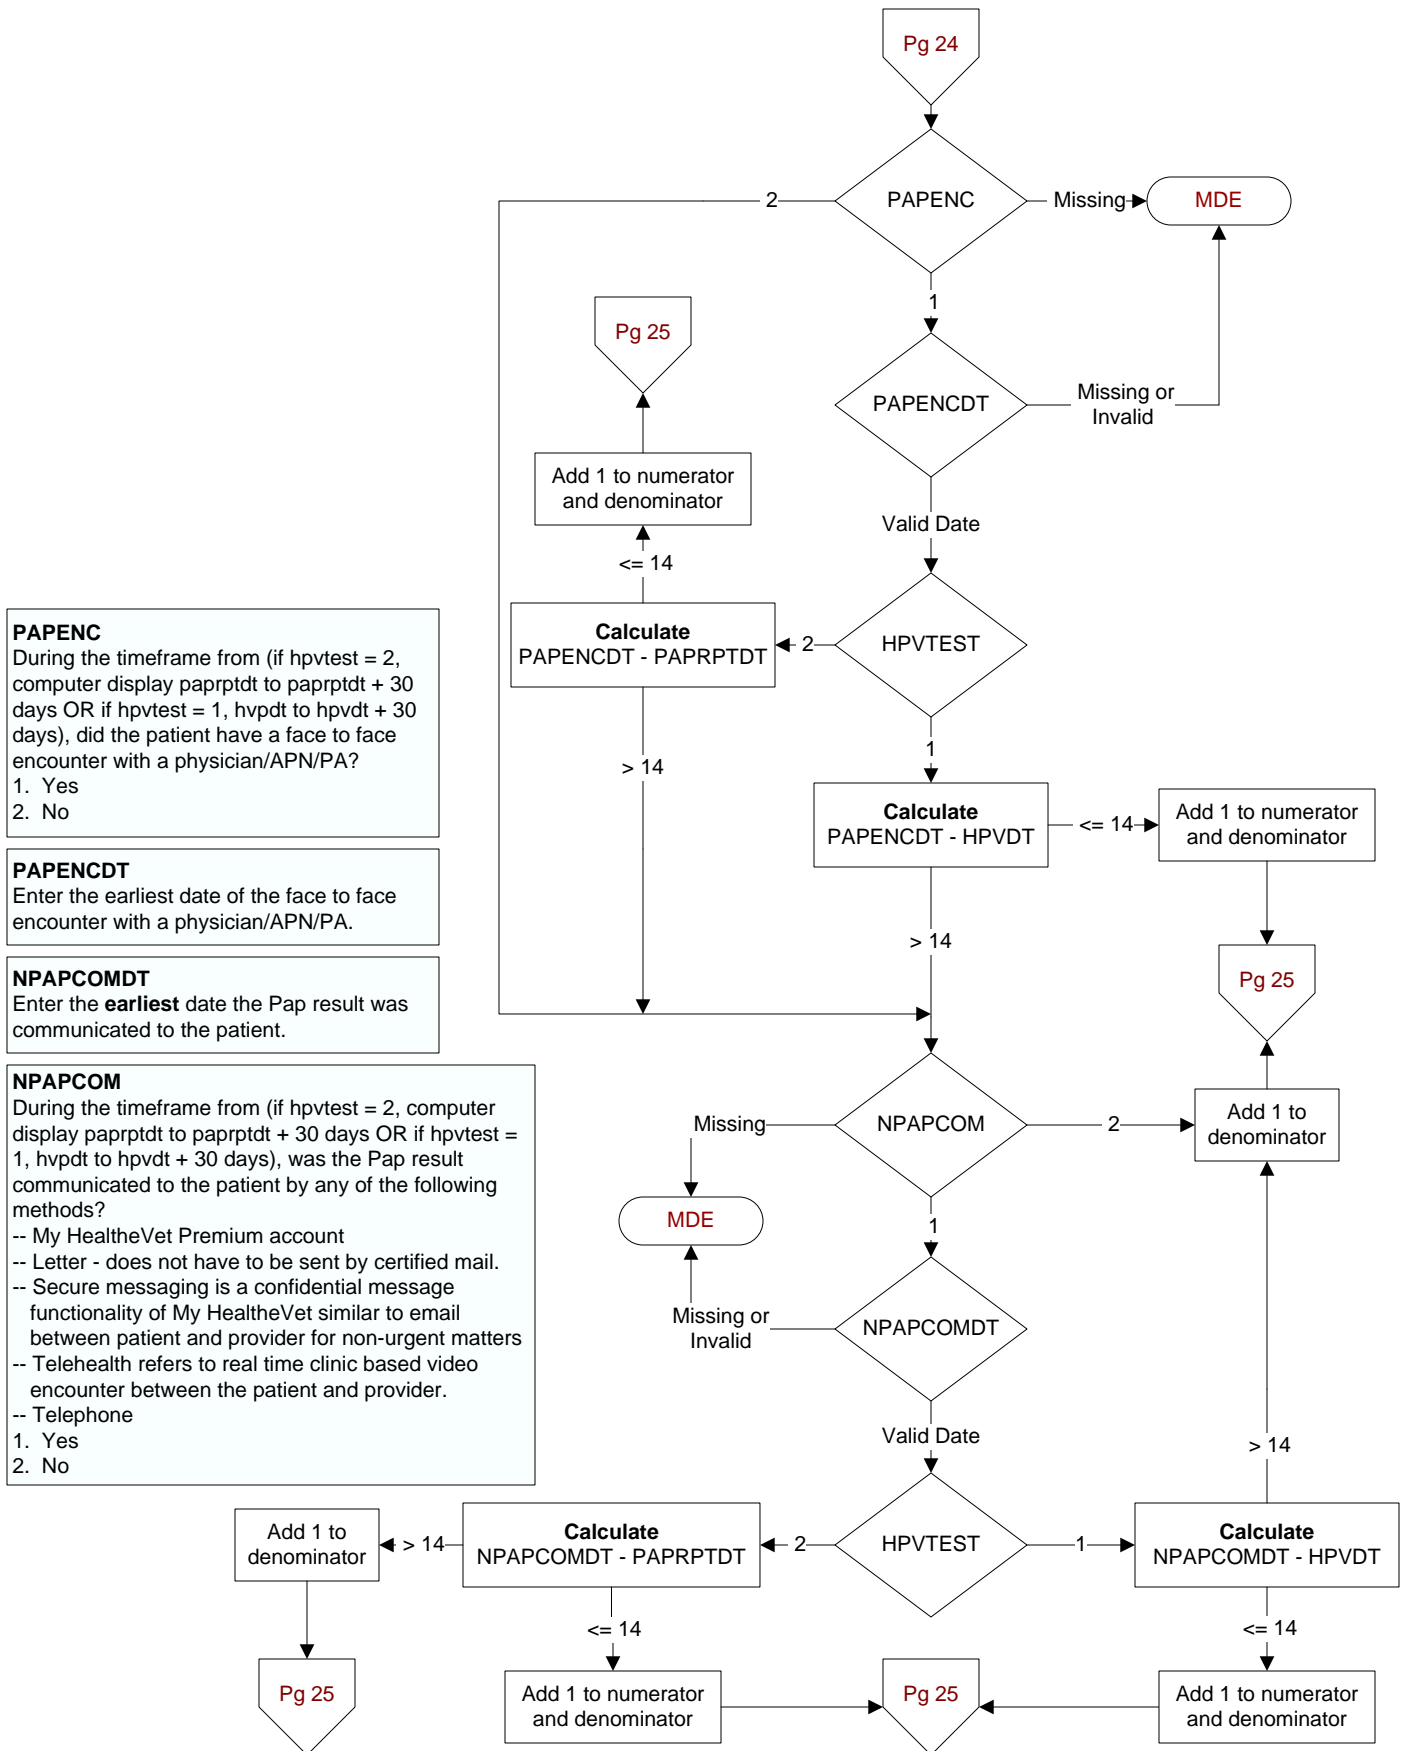 Pg 24
PAPENC
2
Missing
MDE
1
Pg 25
PAPENCDT
Missing or
Invalid
Add 1 to numerator
and denominator
Valid Date
<= 14
Calculate
PAPENCDT - PAPRPTDT
2
HPVTEST
1
> 14
Calculate
PAPENCDT - HPVDT
<= 14
Add 1 to numerator
and denominator
> 14
Pg 25
PAPENC
During the timeframe from (if hpvtest = 2,
computer display paprptdt to paprptdt + 30
days OR if hpvtest = 1, hvpdt to hpvdt + 30
days), did the patient have a face to face
encounter with a physician/APN/PA?
1. Yes
2. No
PAPENCDT
Enter the earliest date of the face to face
encounter with a physician/APN/PA.
NPAPCOMDT
Enter the earliest date the Pap result was
communicated to the patient.
NPAPCOM
During the timeframe from (if hpvtest = 2, computer
display paprptdt to paprptdt + 30 days OR if hpvtest =
1, hvpdt to hpvdt + 30 days), was the Pap result
communicated to the patient by any of the following
methods?
-- My HealtheVet Premium account
-- Letter - does not have to be sent by certified mail.
-- Secure messaging is a confidential message
functionality of My HealtheVet similar to email
between patient and provider for non-urgent matters
-- Telehealth refers to real time clinic based video
encounter between the patient and provider.
-- Telephone
1. Yes
2. No
Missing
NPAPCOM
2
Add 1 to
denominator
MDE
1
Missing or
Invalid
NPAPCOMDT
Valid Date
> 14
Add 1 to
denominator
> 14
Calculate
NPAPCOMDT - PAPRPTDT
2
HPVTEST
1
Calculate
NPAPCOMDT - HPVDT
<= 14
<= 14
Pg 25
Add 1 to numerator
and denominator
Pg 25
Add 1 to numerator
and denominator